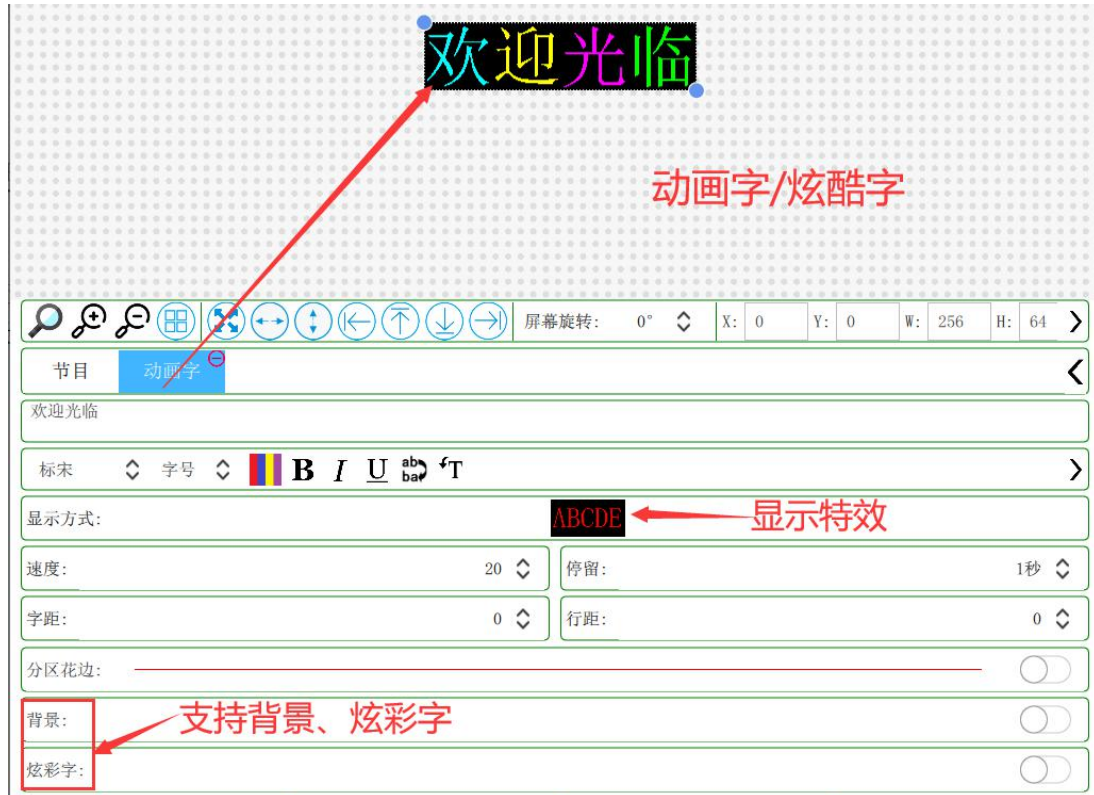 欢迎光临
动画字/炫酷字
屏幕旋转: 0° X: 0 Y: 0 W: 256 H: 64
节目 动画字
欢迎光临
标宋 字号 B I U ab ba T
显示方式: ABCDE 显示特效
速度: 20 停留: 1秒
字距: 0 行距: 0
分区花边:
背景: 支持背景、炫彩字
炫彩字: